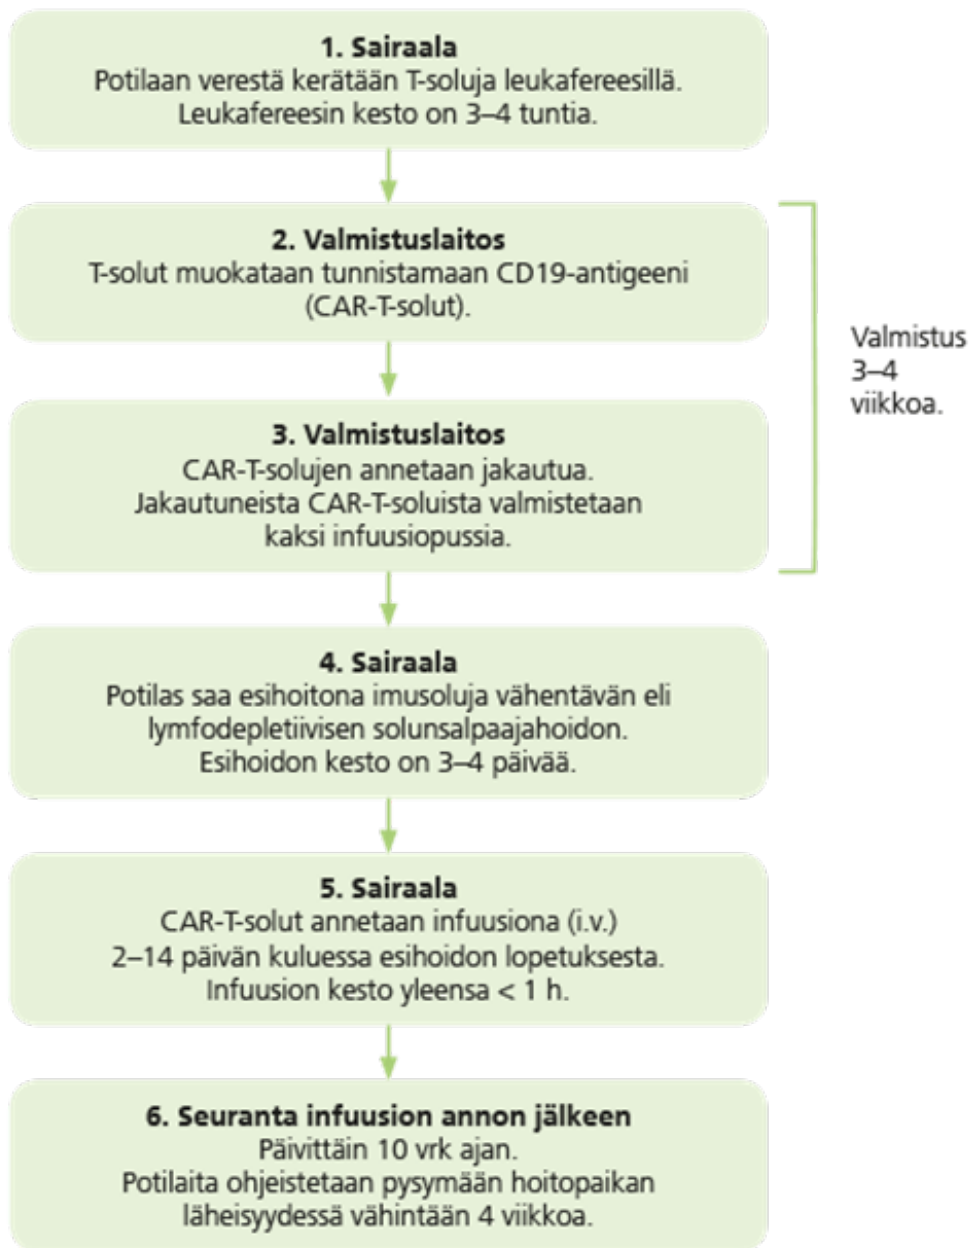 1. Sairaala
Potilaan verestä kerätään T-soluja leukafereesillä.
Leukafereesin kesto on 3–4 tuntia.
2. Valmistuslaitos
T-solut muokataan tunnistamaan CD19-antigeeni
(CAR-T-solut).
Valmistus
3–4
viikkoa.
3. Valmistuslaitos
CAR-T-solujen annetaan jakautua.
Jakautuneista CAR-T-soluista valmistetaan
kaksi infuusiopussia.
4. Sairaala
Potilas saa esihoitona imusoluja vähentävän eli
lymfodepletiivisen solunsalpaajahoidon.
Esihoidon kesto on 3–4 päivää.
5. Sairaala
CAR-T-solut annetaan infuusiona (i.v.)
2–14 päivän kuluessa esihoidon lopetuksesta.
Infuusion kesto yleensa < 1 h.
6. Seuranta infuusion annon jälkeen
Päivittäin 10 vrk ajan.
Potilaita ohjeistetaan pysymään hoitopaikan
läheisyydessä vähintään 4 viikkoa.